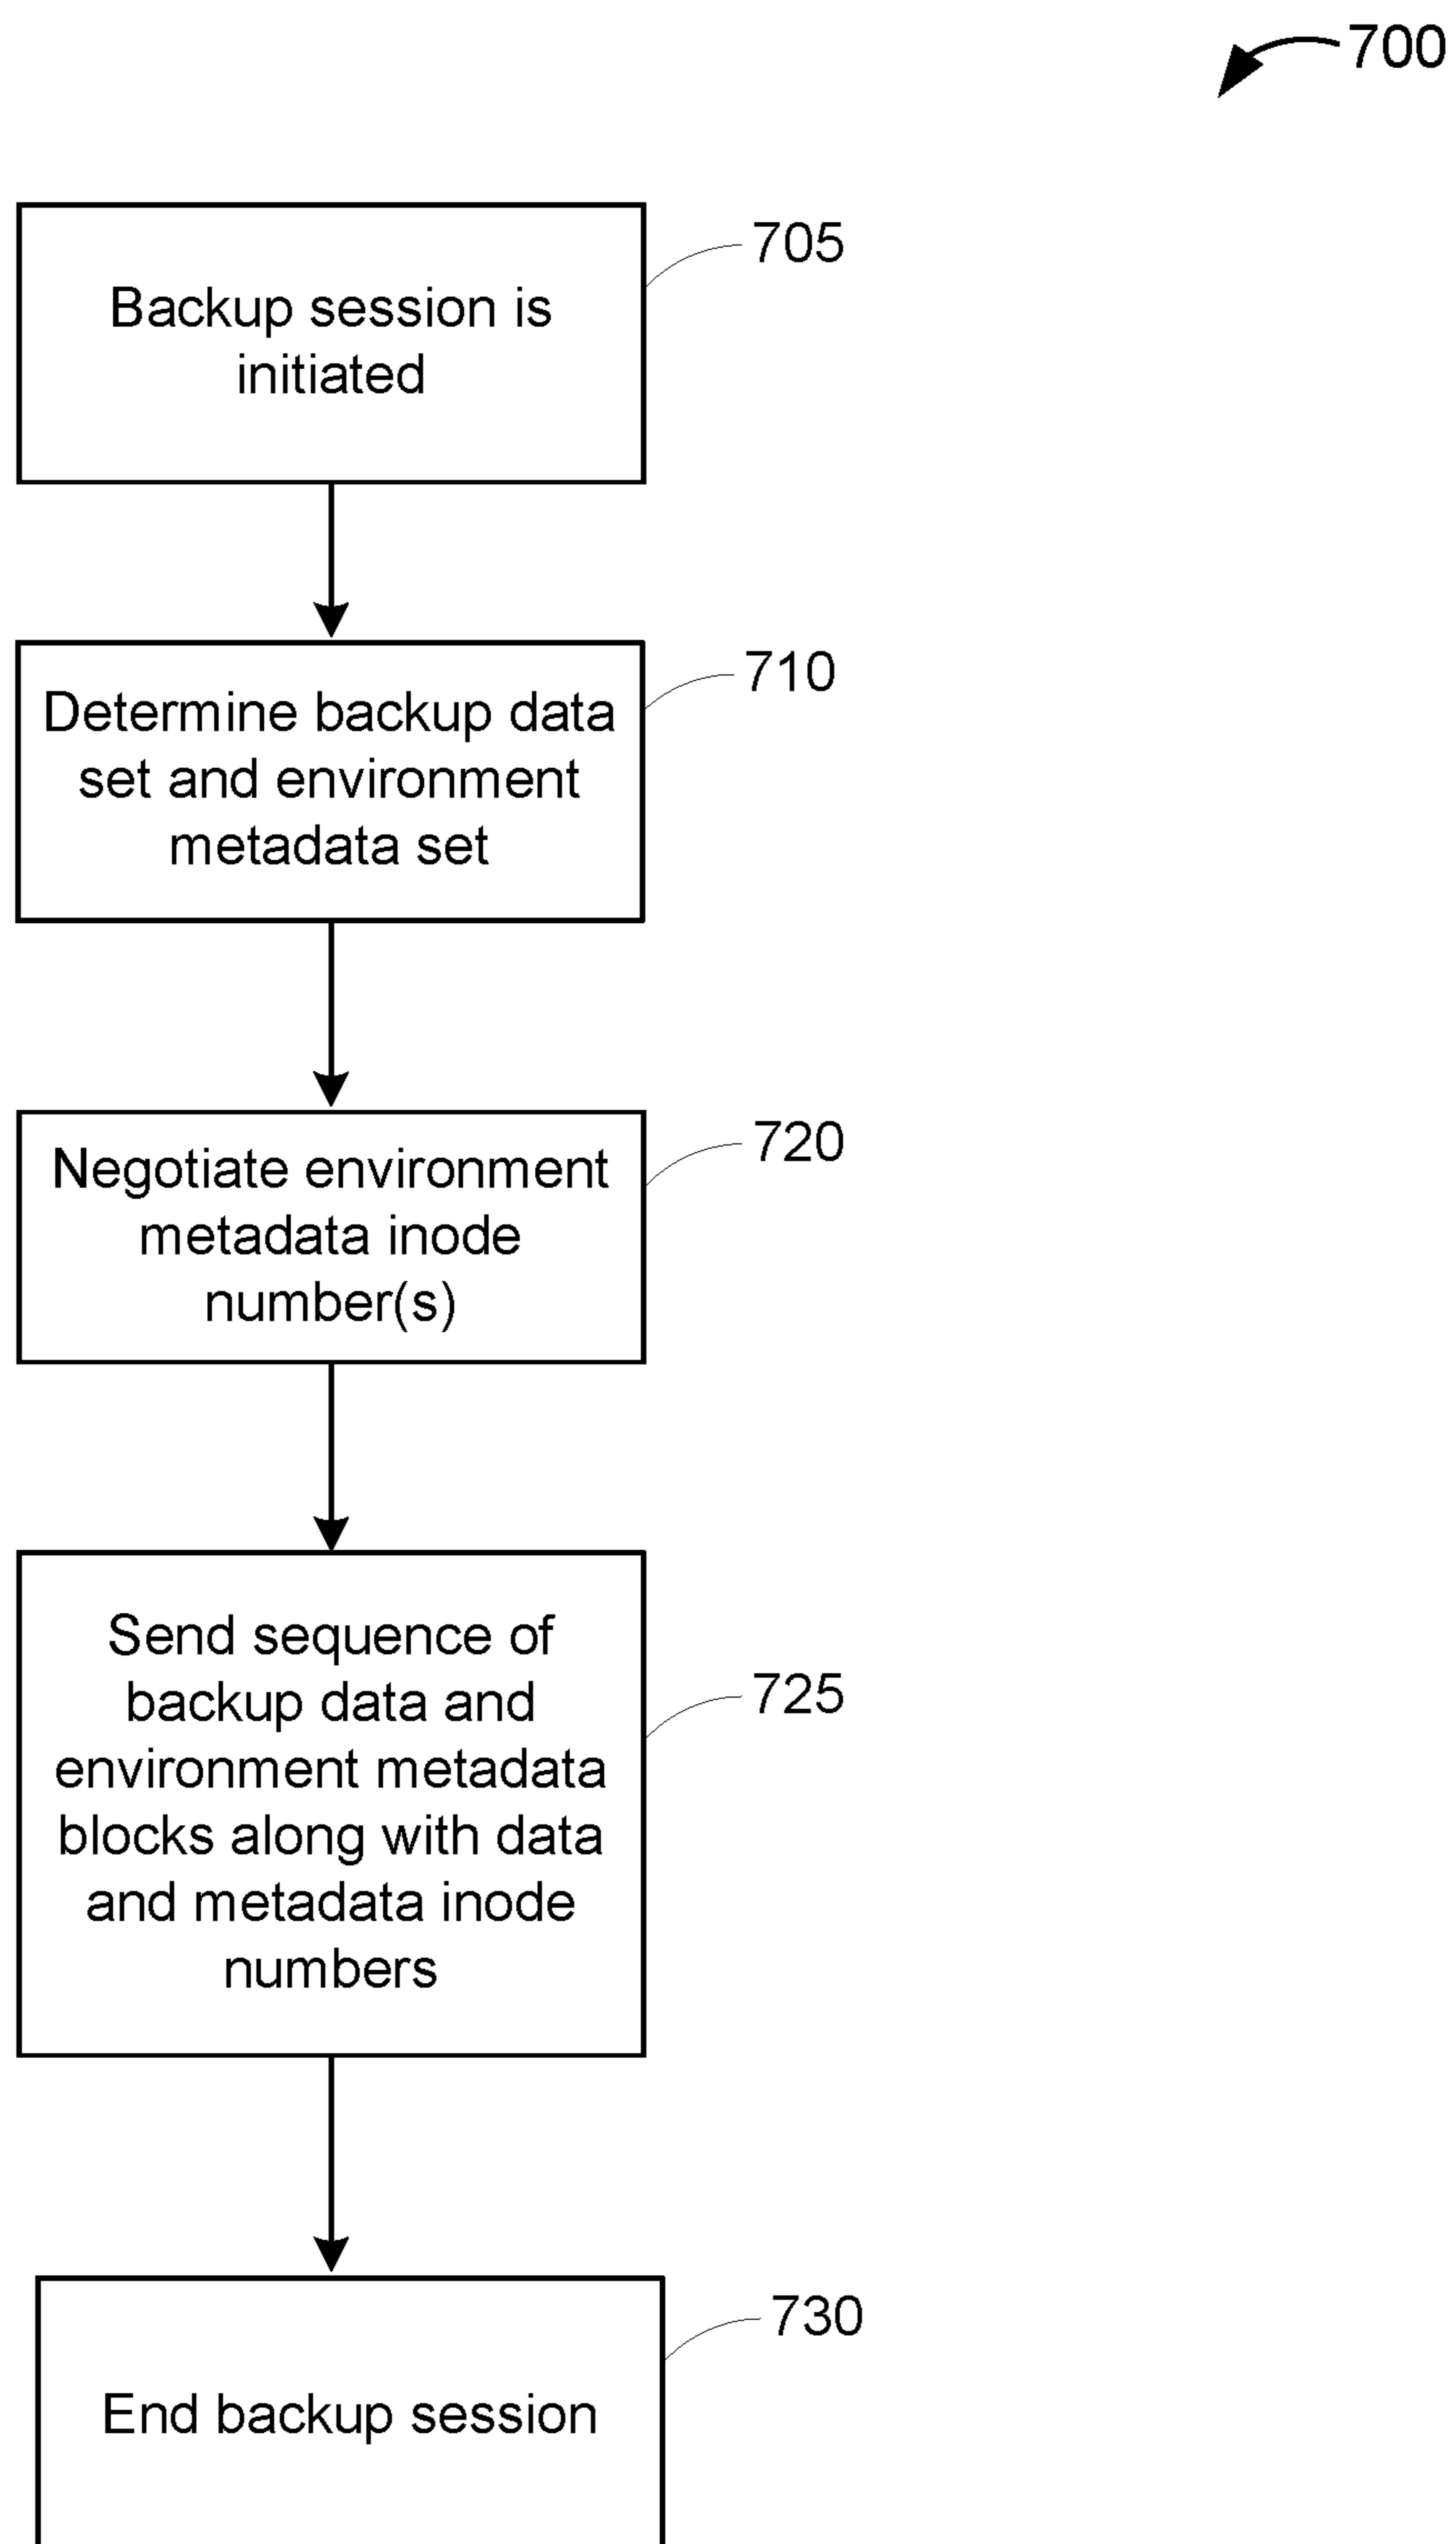 700
Backup session is
initiated
705
Determine backup data
set and environment
metadata set
710
Negotiate environment
metadata inode
number(s)
720
Send sequence of
backup data and
environment metadata
blocks along with data
and metadata inode
numbers
725
End backup session
730